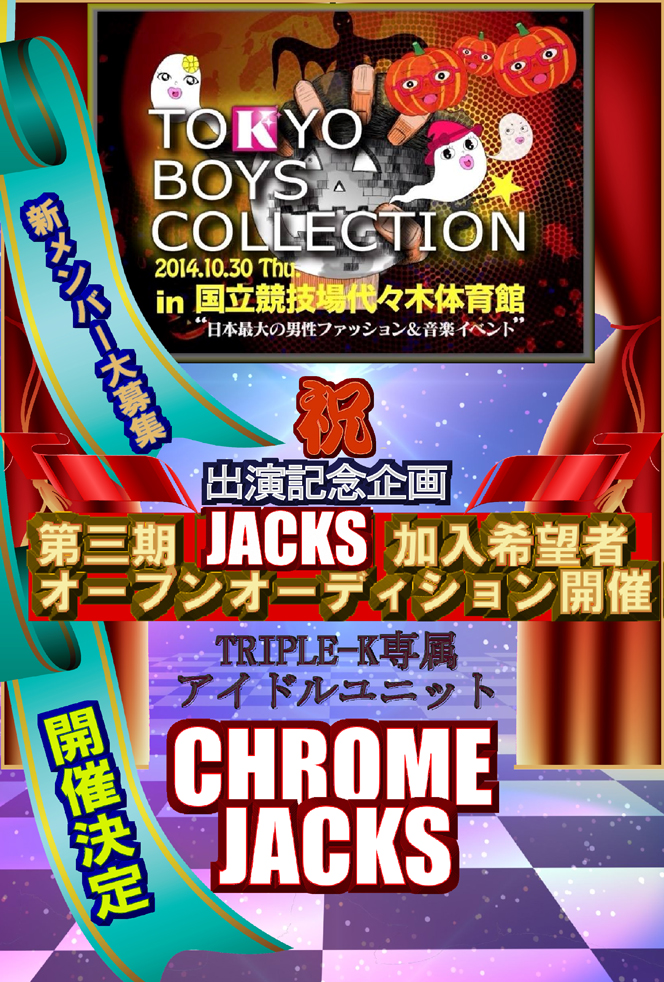 TOKYO
BOYS
COLLECTION
2014.10.30 Thu.
in 国立競技場代々木体育館
“日本最大の男性ファッション&音楽イベント”
新メンバー大募集
祝
出演記念企画
第三期 JACKS 加入希望者
オープンオーディション開催
TRIPLE-K専属
アイドルユニット
CHROME
JACKS
開催決定